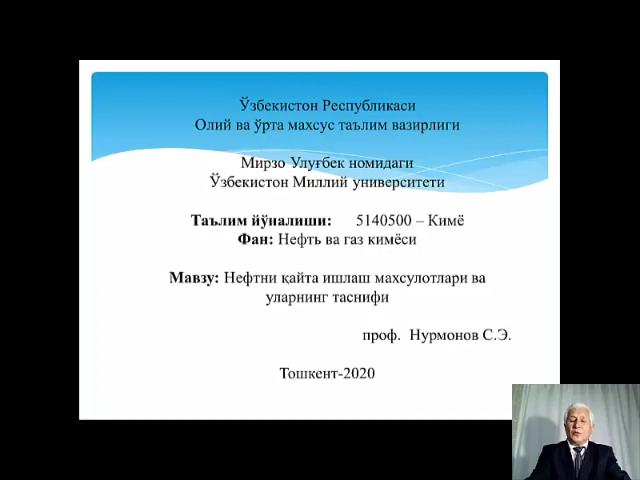 Ўзбекистон Республикаси
Олий ва ўрта махсус таълим вазирлиги
Мирзо Улуғбек номидаги
Ўзбекистон Миллий университети
Таълим йўналиши: 5140500 – Кимё
Фан: Нефть ва газ кимёси
Мавзу: Нефтни қайта ишлаш махсулотлари ва
уларнинг таснифи
проф. Нурмонов С.Э.
Тошкент-2020